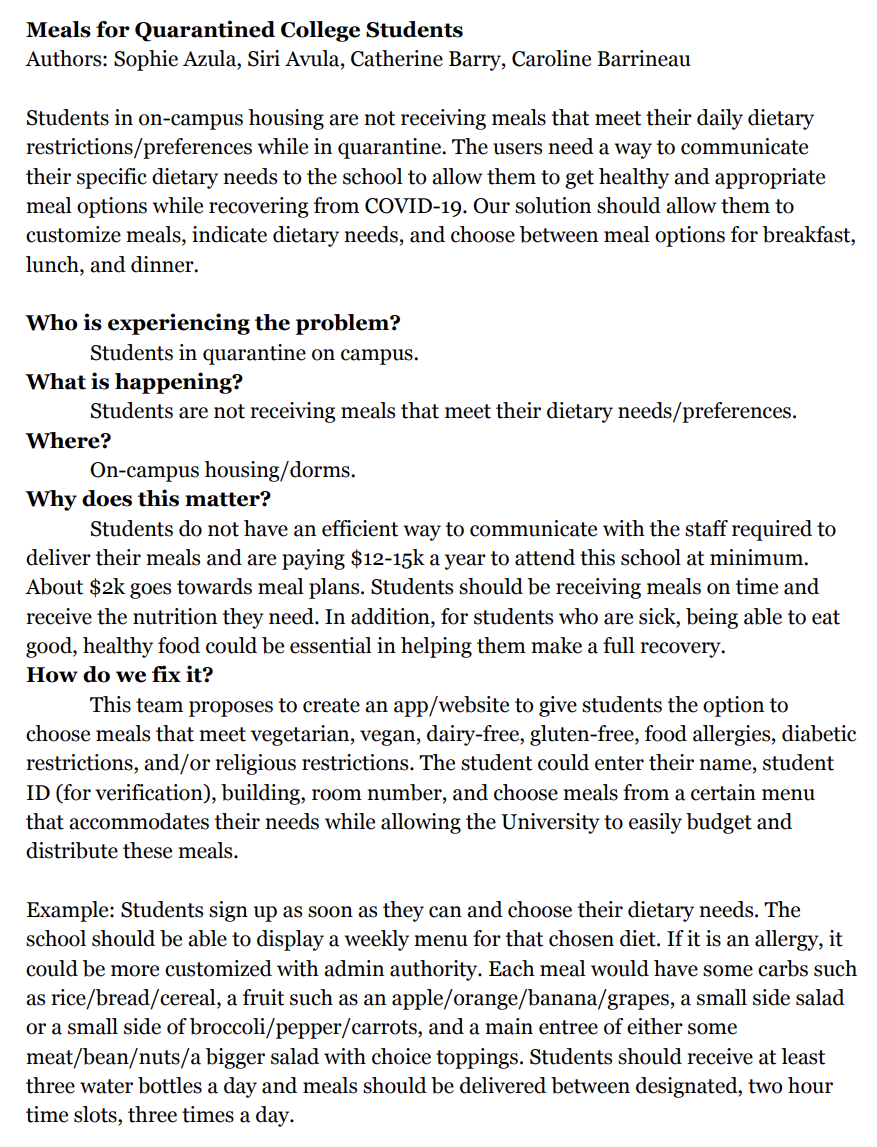 Meals for Quarantined College Students
Authors: Sophie Azula, Siri Avula, Catherine Barry, Caroline Barrineau
Students in on-campus housing are not receiving meals that meet their daily dietary
restrictions/preferences while in quarantine. The users need a way to communicate
their specific dietary needs to the school to allow them to get healthy and appropriate
meal options while recovering from COVID-19. Our solution should allow them to
customize meals, indicate dietary needs, and choose between meal options for breakfast,
lunch, and dinner.
Who is experiencing the problem?
Students in quarantine on campus.
What is happening?
Students are not receiving meals that meet their dietary needs/preferences.
Where?
On-campus housing/dorms.
Why does this matter?
Students do not have an efficient way to communicate with the staff required to
deliver their meals and are paying $12-15k a year to attend this school at minimum.
About $2k goes towards meal plans. Students should be receiving meals on time and
receive the nutrition they need. In addition, for students who are sick, being able to eat
good, healthy food could be essential in helping them make a full recovery.
How do we fix it?
This team proposes to create an app/website to give students the option to
choose meals that meet vegetarian, vegan, dairy-free, gluten-free, food allergies, diabetic
restrictions, and/or religious restrictions. The student could enter their name, student
ID (for verification), building, room number, and choose meals from a certain menu
that accommodates their needs while allowing the University to easily budget and
distribute these meals.
Example: Students sign up as soon as they can and choose their dietary needs. The
school should be able to display a weekly menu for that chosen diet. If it is an allergy, it
could be more customized with admin authority. Each meal would have some carbs such
as rice/bread/cereal, a fruit such as an apple/orange/banana/grapes, a small side salad
or a small side of broccoli/pepper/carrots, and a main entree of either some
meat/bean/nuts/a bigger salad with choice toppings. Students should receive at least
three water bottles a day and meals should be delivered between designated, two hour
time slots, three times a day.